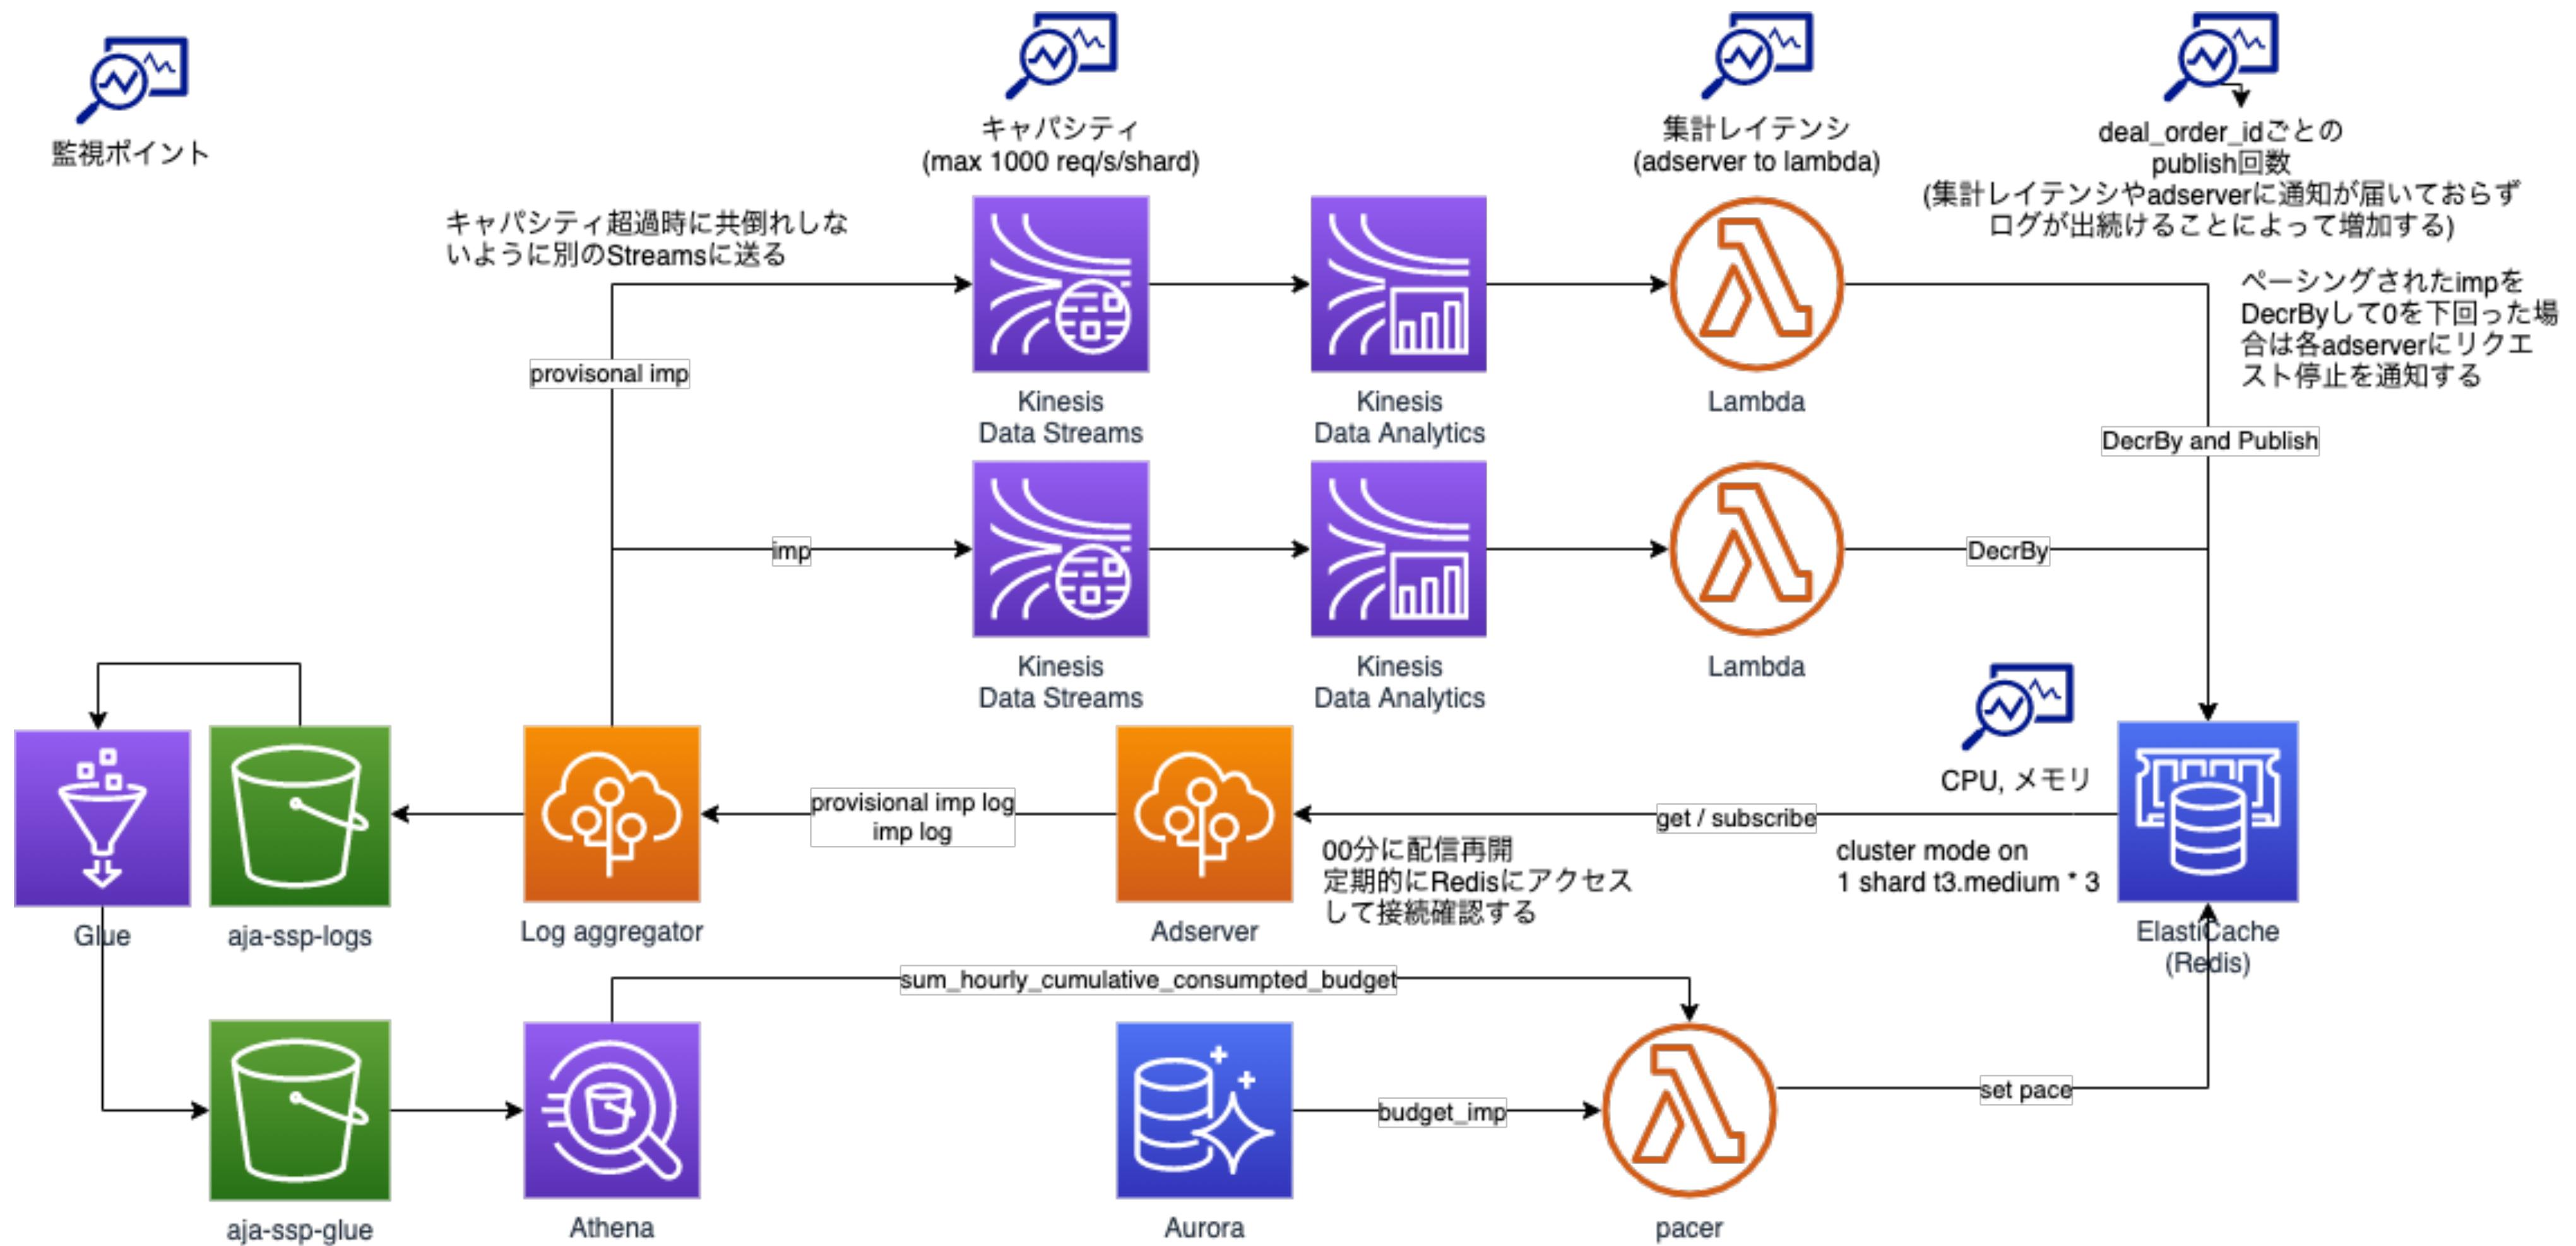 監視ポイント
キャパシティ
(max 1000 req/s/shard)
集計レイテンシ
(adserver to lambda)
deal_order_idごとの
publish回数
(集計レイテンシやadserverに通知が届いておらず
ログが出続けることによって増加する)
キャパシティ超過時に共倒れしな
いように別のStreamsに送る
ペーシングされたimpを
DecrByして0を下回った場
合は各adserverにリクエ
スト停止を通知する
provisonal imp
Kinesis
Data Streams
Kinesis
Data Analytics
Lambda
DecrBy and Publish
imp
DecrBy
Kinesis
Data Streams
Kinesis
Data Analytics
Lambda
CPU, メモリ
provisional imp log
imp log
get / subscribe
00分に配信再開
定期的にRedisにアクセス
して接続確認する
cluster mode on
1 shard t3.medium * 3
Glue
aja-ssp-logs
Log aggregator
Adserver
ElastiCache
(Redis)
sum_hourly_cumulative_consumpted_budget
budget_imp
set pace
aja-ssp-glue
Athena
Aurora
pacer